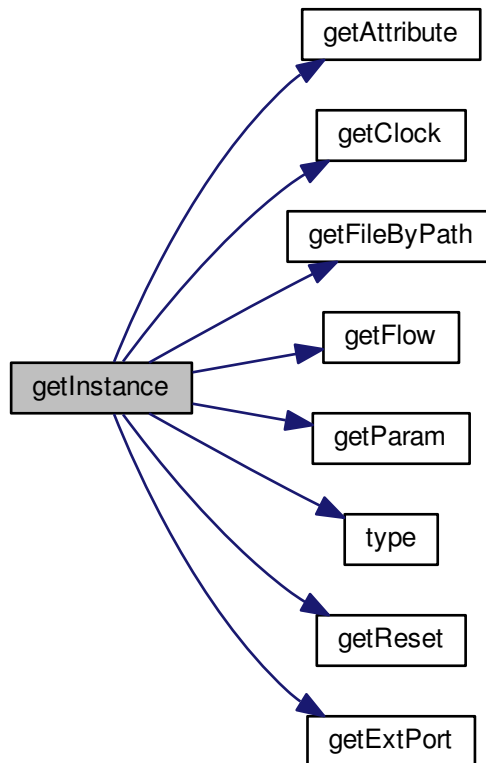 getAttribute
getClock
getFileByPath
getFlow
getInstance
getParam
type
getReset
getExtPort